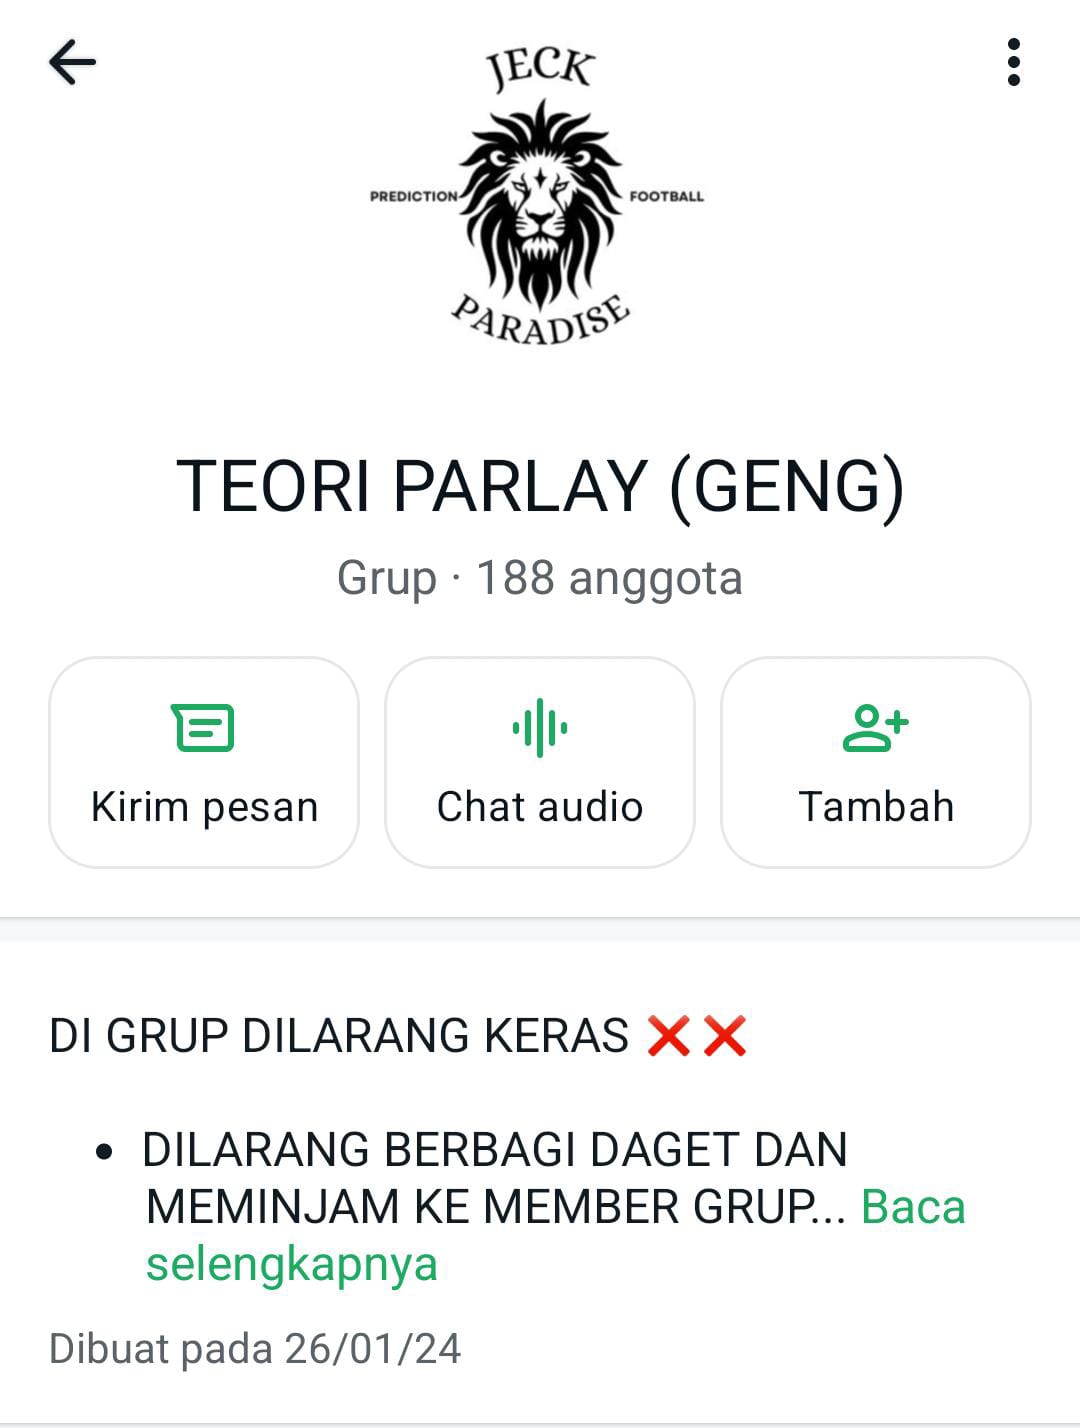 JECK
PREDICTION
FOOTBALL
PARADISE
TEORI PARLAY (GENG)
Grup · 188 anggota
Kirim pesan
Chat audio
Tambah
DI GRUP DILARANG KERAS ❌❌
• DILARANG BERBAGI DAGET DAN
MEMINJAM KE MEMBER GRUP... Baca
selengkapnya
Dibuat pada 26/01/24